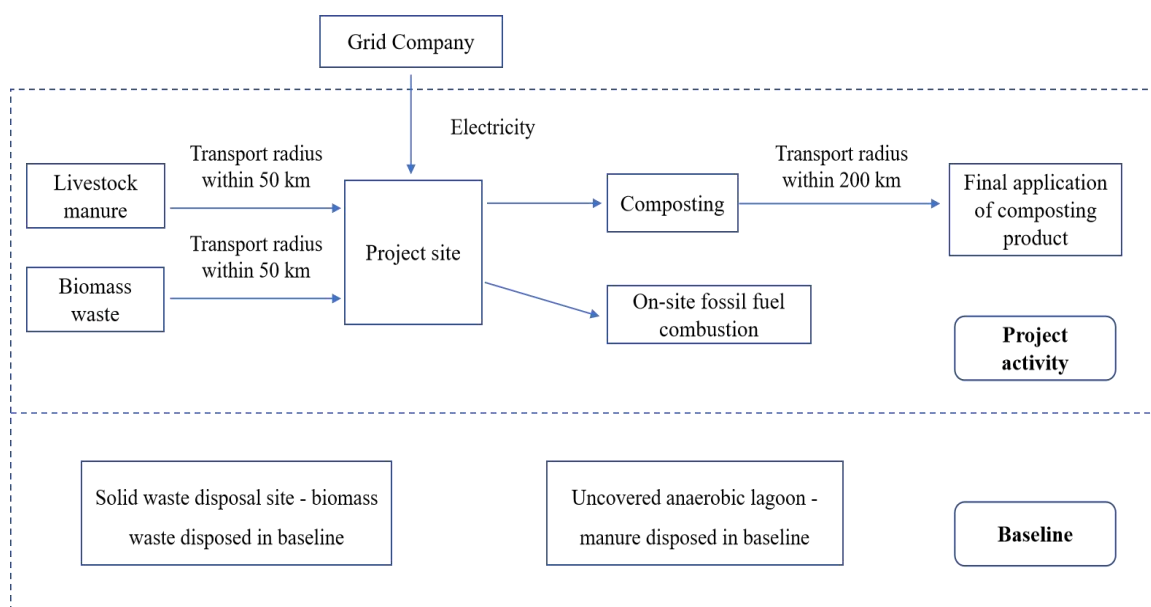 Grid Company
Electricity
Livestock
manure
Transport radius
within 50 km
Biomass
waste
Transport radius
within 50 km
Project site
Composting
Transport radius
within 200 km
Final application
of composting
product
On-site fossil fuel
combustion
Project
activity
Solid waste disposal site - biomass
waste disposed in baseline
Uncovered anaerobic lagoon -
manure disposed in baseline
Baseline